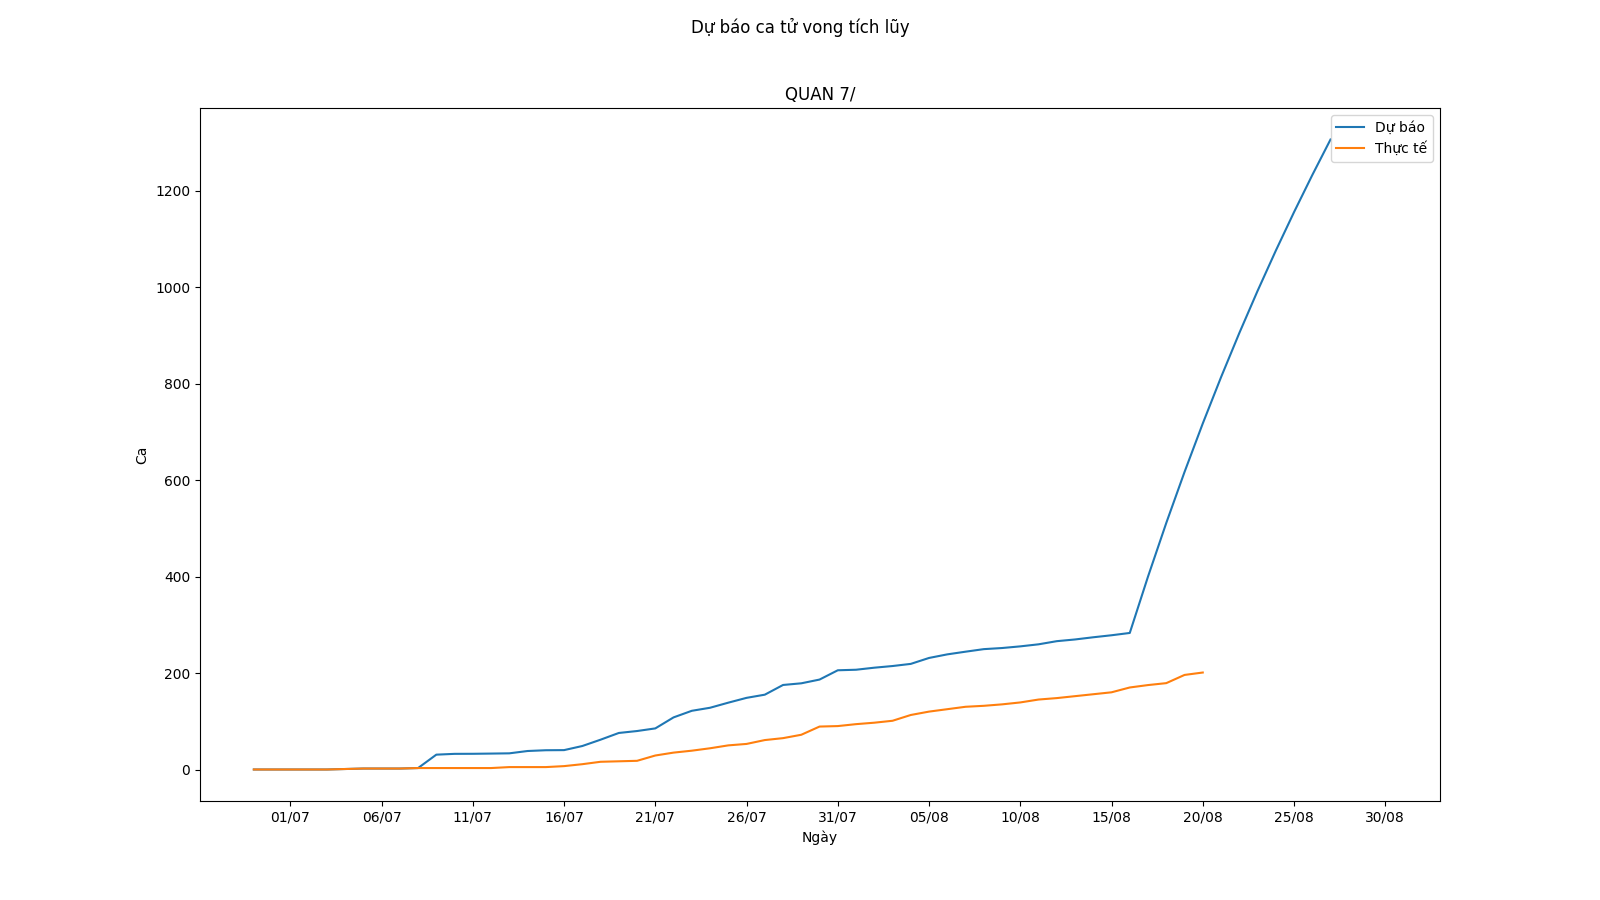 Dự báo ca tử vong tích lũy
QUAN 7/
Dự báo
Thực tế
1200
1000
800
600
400
200
0
Ca
01/07 06/07 11/07 16/07 21/07 26/07 31/07 05/08 10/08 15/08 20/08 25/08 30/08
Ngày